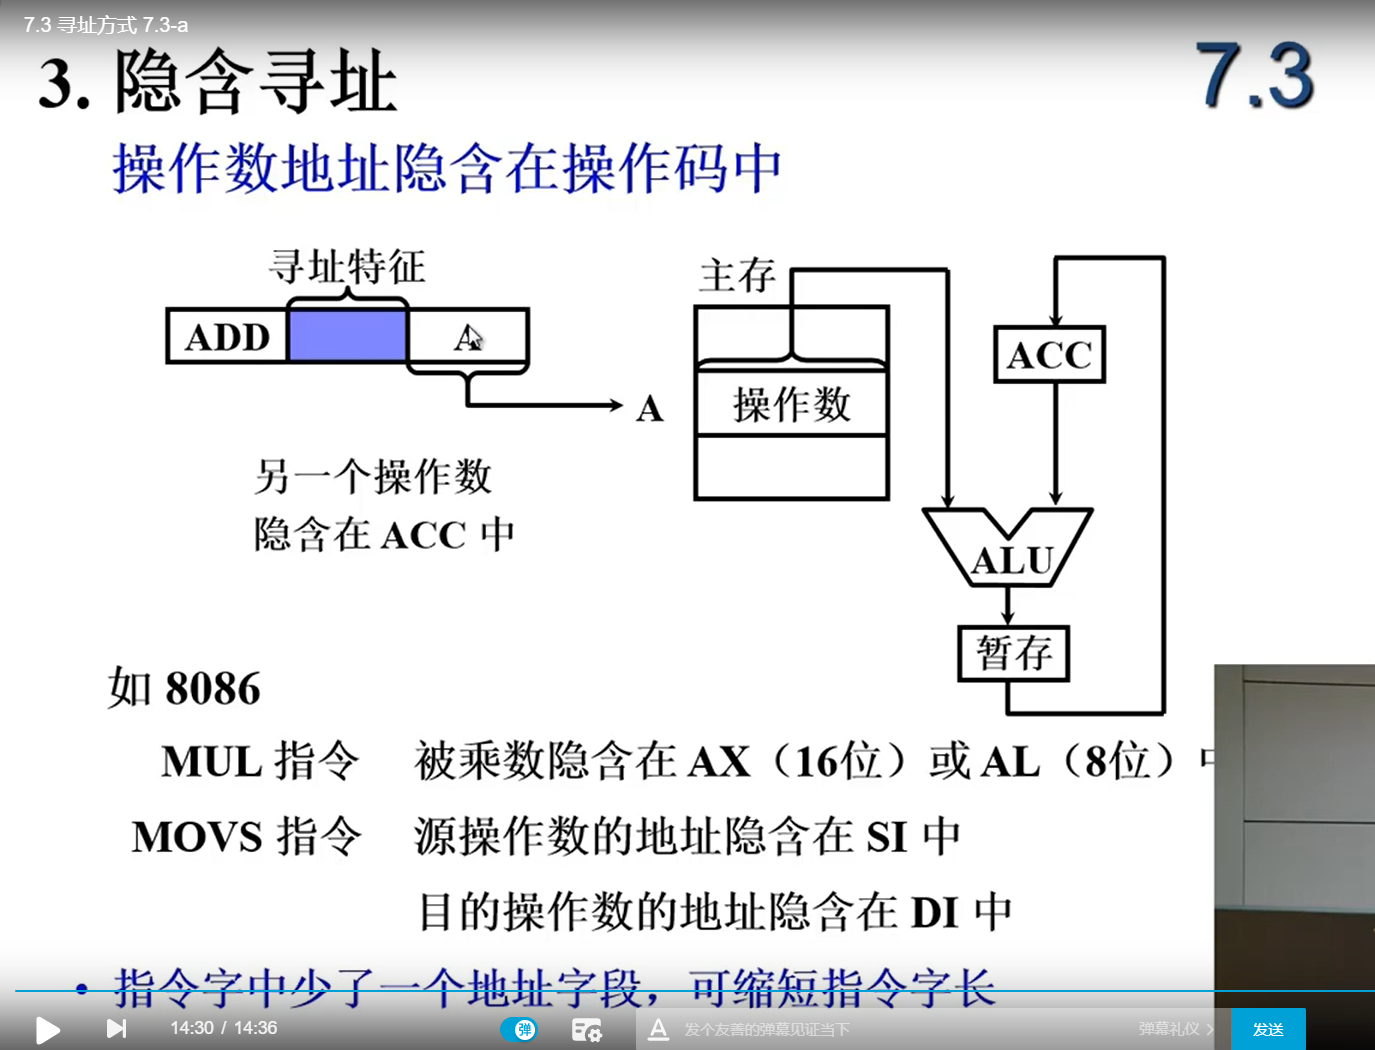 7.3 寻址方式 7.3-a
3. 隐含寻址
7.3
操作数地址隐含在操作码中
寻址特征
ADD
A
A
主存
操作数
ACC
ALU
暂存
另一个操作数
隐含在 ACC 中
如 8086
MUL 指令 被乘数隐含在 AX（16位）或 AL（8位）中
MOVS 指令 源操作数的地址隐含在 SI 中
目的操作数的地址隐含在 DI 中
• 指令字中少了一个地址字段，可缩短指令字长
14:30 / 14:36
弹
A
发个友善的弹幕见证当下
弹幕礼仪 >
发送